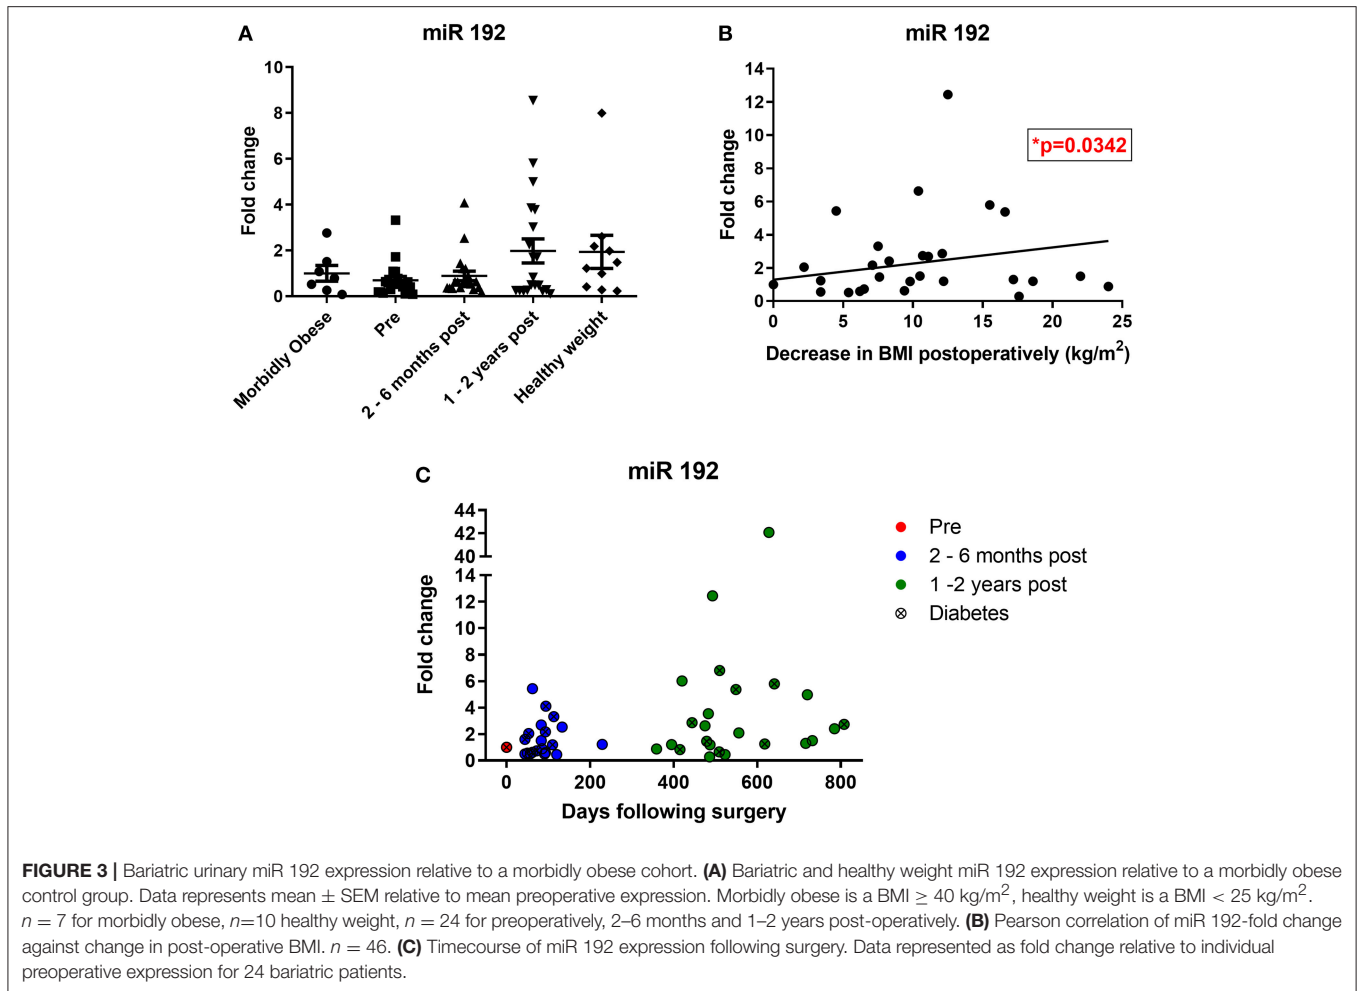 A
miR 192
Fold change
10
8
6
4
2
0
Morbidly Obese
Pre
2 - 6 months post
1 - 2 years post
Healthy weight
B
miR 192
Fold change
14
12
10
8
6
4
2
0
*p=0.0342
0 5 10 15 20 25
Decrease in BMI postoperatively (kg/m²)
C
miR 192
Fold change
44
42
40
14
12
10
8
6
4
2
0
0 200 400 600 800
Days following surgery
Pre
2 - 6 months post
1 -2 years post
Diabetes
FIGURE 3 | Bariatric urinary miR 192 expression relative to a morbidly obese cohort. (A) Bariatric and healthy weight miR 192 expression relative to a morbidly obese
control group. Data represents mean ± SEM relative to mean preoperative expression. Morbidly obese is a BMI ≥ 40 kg/m², healthy weight is a BMI < 25 kg/m².
n = 7 for morbidly obese, n=10 healthy weight, n = 24 for preoperatively, 2–6 months and 1–2 years post-operatively. (B) Pearson correlation of miR 192-fold change
against change in post-operative BMI. n = 46. (C) Timecourse of miR 192 expression following surgery. Data represented as fold change relative to individual
preoperative expression for 24 bariatric patients.